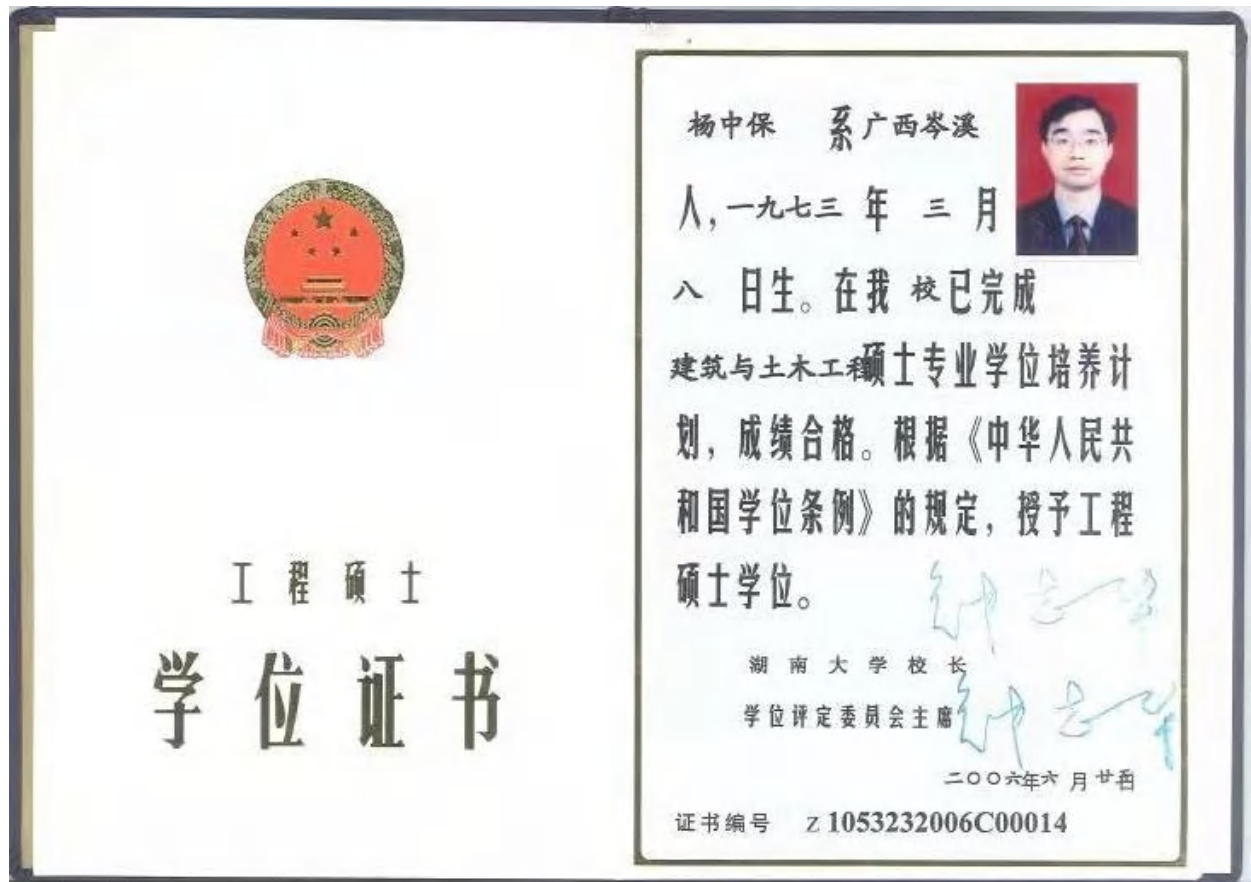 工程硕士
学位证书
杨中保 系广西岑溪
人,一九七三年 三 月
八 日生。在我 校已完成
建筑与土木工程硕士专业学位培养计
划,成绩合格。根据《中华人民共
和国学位条例》的规定,授予工程
硕士学位。
湖南大学校长
学位评定委员会主席
二〇〇六年六月廿五日
证书编号 Z 1053232006C00014